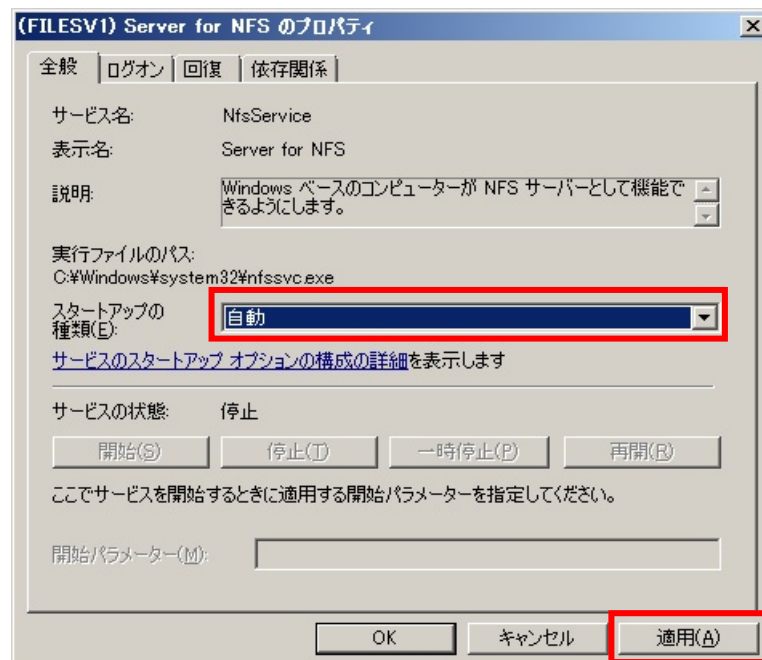 (FILESV1) Server for NFS のプロパティ
全般 ログオン 回復 依存関係
サービス名: NfsService
表示名: Server for NFS
説明: Windows ベースのコンピューターが NFS サーバーとして機能で
きるようにします。
実行ファイルのパス:
C:¥Windows¥system32¥nfssvc.exe
スタートアップの
種類(E): 自動
サービスのスタートアップ オプションの構成の詳細を表示します
サービスの状態: 停止
開始(S) 停止(T) 一時停止(P) 再開(R)
ここでサービスを開始するときに適用する開始パラメーターを指定してください。
開始パラメーター(M):
OK キャンセル 適用(A)